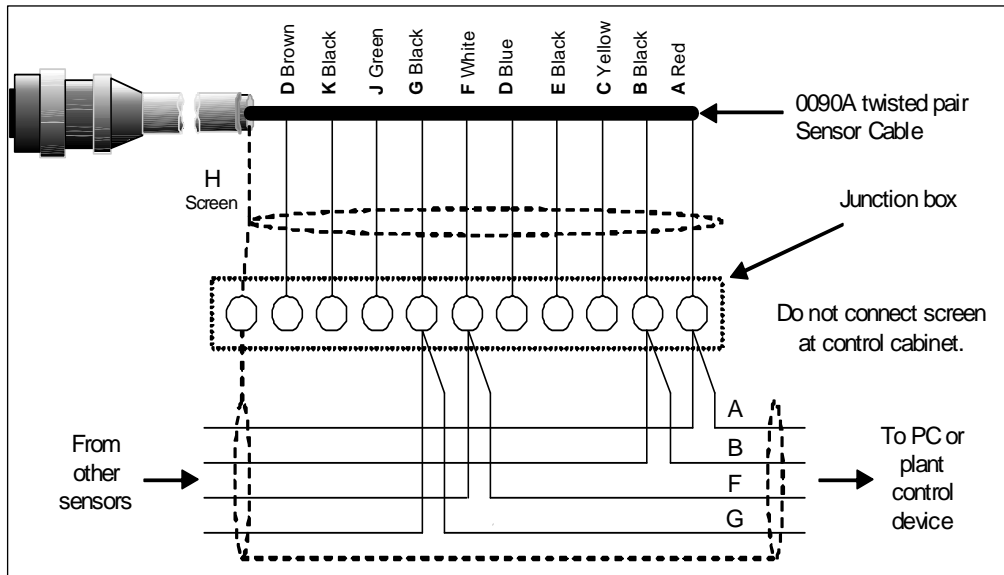 D Brown
K Black
J Green
G Black
F White
D Blue
E Black
C Yellow
B Black
A Red
0090A twisted pair
Sensor Cable
H
Screen
Junction box
Do not connect screen
at control cabinet.
A
B
F
G
From
other
sensors
To PC or
plant
control
device